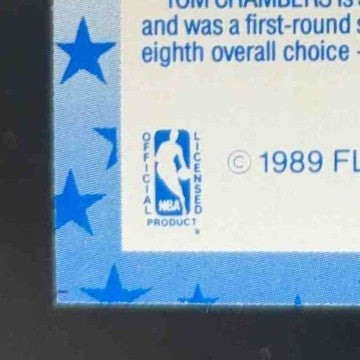 TOM CHAMBERS is
and was a first-round
eighth overall choice
OFFICIAL
LICENSED
NBA
PRODUCT
© 1989 FL